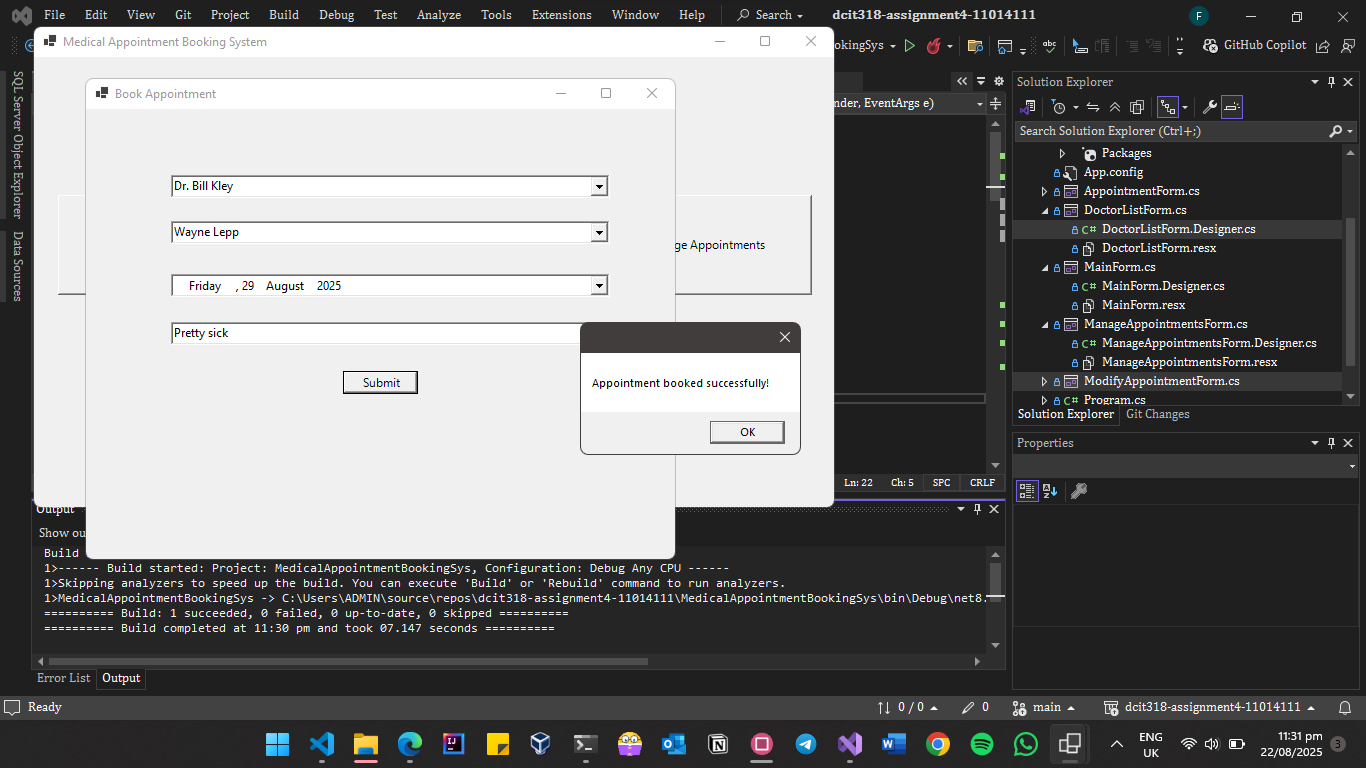 File Edit View Git Project Build Debug Test Analyze Tools Extensions Window Help Search dcit318-assignment4-11014111 F
Medical Appointment Booking System
okingSys
GitHub Copilot
SQL Server Object Explorer
Data Sources
Book Appointment
nder, EventArgs e)
Dr. Bill Kley
Wayne Lepp
ge Appointments
Friday , 29 August 2025
Pretty sick
Submit
Appointment booked successfully!
OK
Ln: 22 Ch: 5 SPC CRLF
Solution Explorer
Search Solution Explorer (Ctrl+;)
Packages
App.config
AppointmentForm.cs
DoctorListForm.cs
C# DoctorListForm.Designer.cs
DoctorListForm.resx
MainForm.cs
C# MainForm.Designer.cs
MainForm.resx
ManageAppointmentsForm.cs
C# ManageAppointmentsForm.Designer.cs
ManageAppointmentsForm.resx
ModifyAppointmentForm.cs
C# Program.cs
Solution Explorer Git Changes
Properties
Output
Show ou
Build
1>------ Build started: Project: MedicalAppointmentBookingSys, Configuration: Debug Any CPU ------
1>Skipping analyzers to speed up the build. You can execute 'Build' or 'Rebuild' command to run analyzers.
1>MedicalAppointmentBookingSys -> C:\Users\ADMIN\source\repos\dcit318-assignment4-11014111\MedicalAppointmentBookingSys\bin\Debug\net8.
========== Build: 1 succeeded, 0 failed, 0 up-to-date, 0 skipped ==========
========== Build completed at 11:30 pm and took 07.147 seconds ==========
Error List Output
Ready 0 / 0 0 main dcit318-assignment4-11014111
ENG
UK
11:31 pm
22/08/2025
3